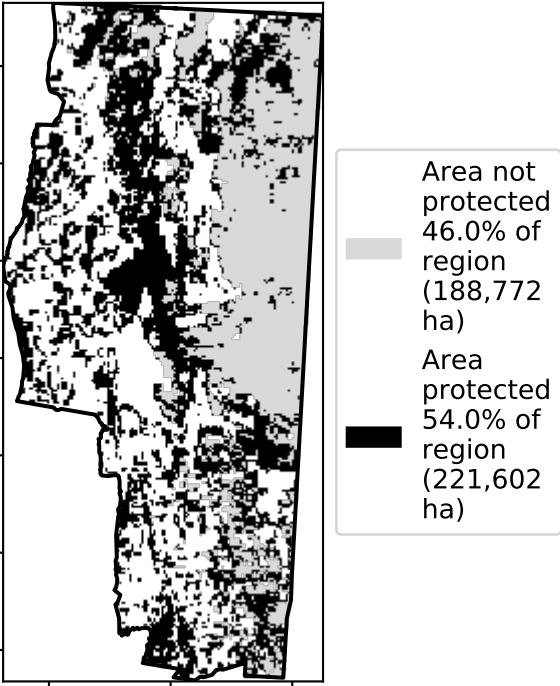 Area not
protected
46.0% of
region
(188,772
ha)
Area
protected
54.0% of
region
(221,602
ha)